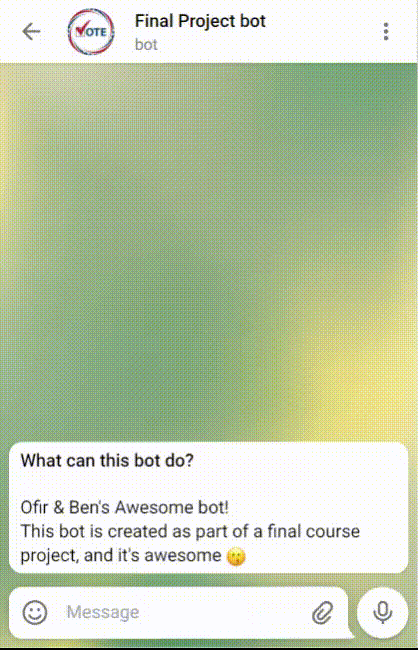 VOTE
Final Project bot
bot
What can this bot do?
Ofir & Ben's Awesome bot!
This bot is created as part of a final course
project, and it's awesome 🤫
Message